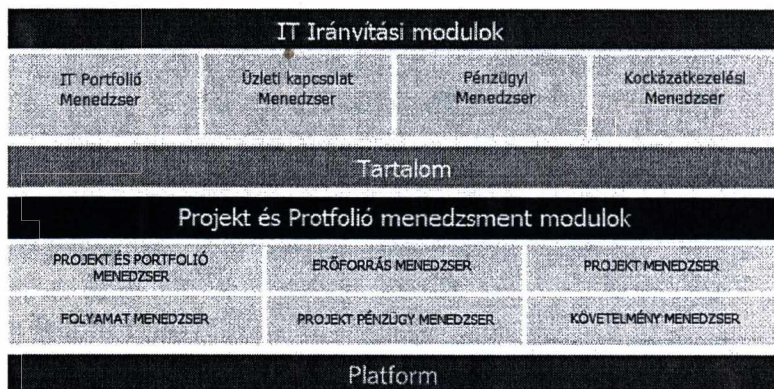 IT Irányítási modulok
IT Portfolió
Menedzser
Üzleti kapcsolat
Menedzser
Pénzügyi
Menedzser
Kockázatkezelési
Menedzser
Tartalom
Projekt és Protfolió menedzsment modulok
PROJEKT ÉS PORTFOLIÓ
MENEDZSER
ERŐFORRÁS MENEDZSER
PROJEKT MENEDZSER
FOLYAMAT MENEDZSER
PROJEKT PÉNZÜGY MENEDZSER
KÖVETELMÉNY MENEDZSER
Platform